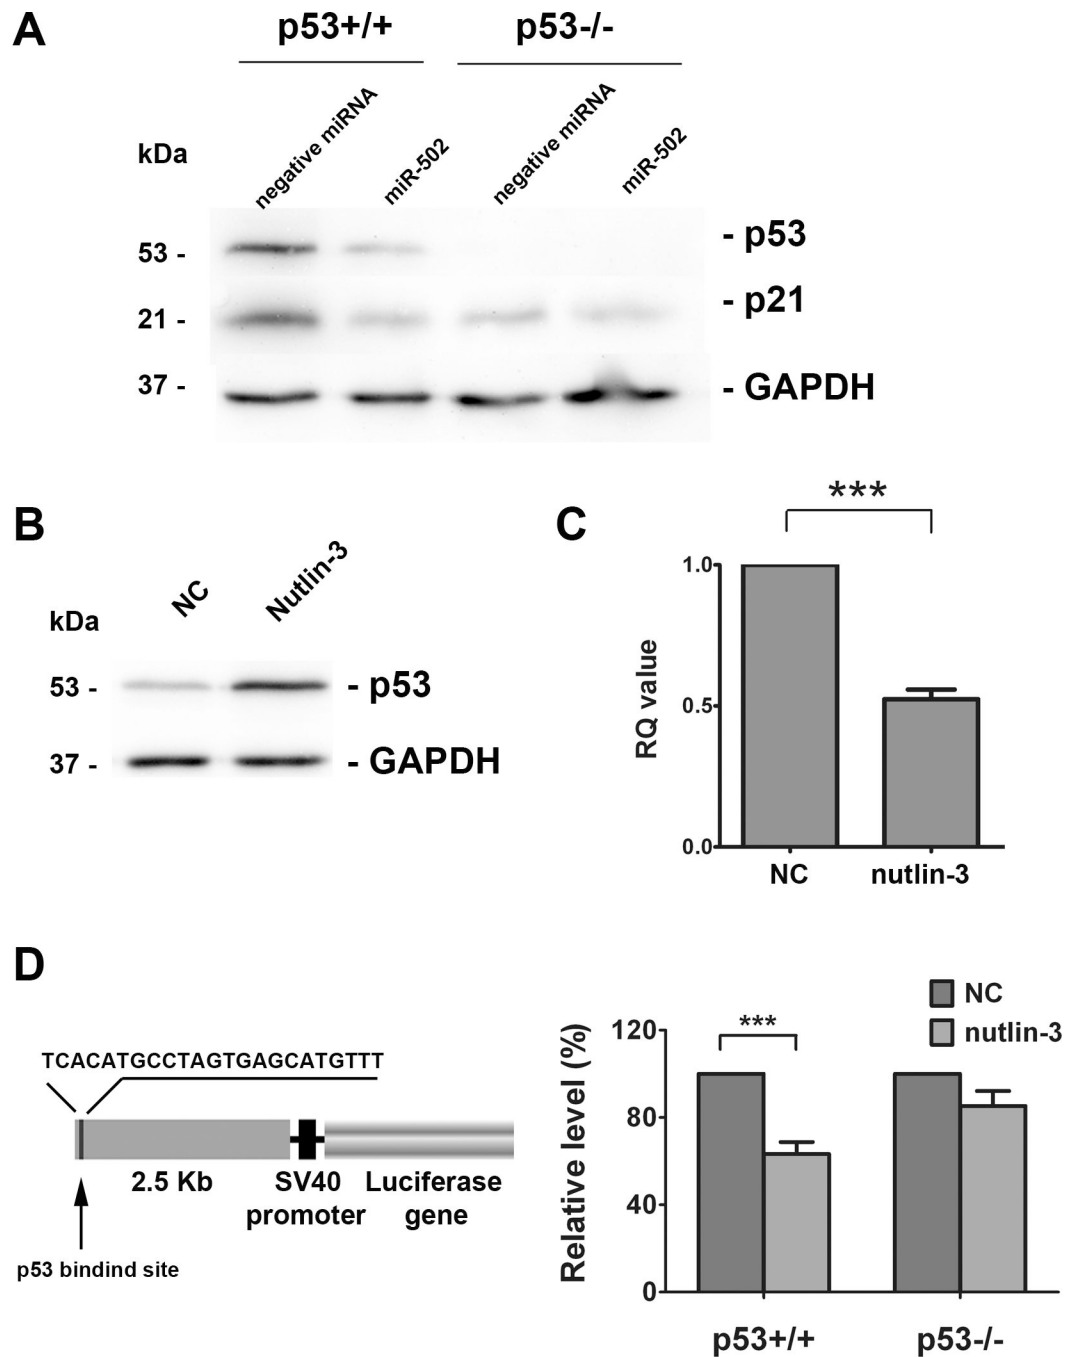 A
p53+/+ p53-/-
kDa
negative miRNA miR-502 negative miRNA miR-502
53 - - p53
21 - - p21
37 - - GAPDH
B
NC Nutlin-3
kDa
53 - - p53
37 - - GAPDH
C
***
1.0
0.5
0.0
RQ value
NC nutlin-3
D
TCACATGCCTAGTGAGCATGTTT
2.5 Kb SV40 Luciferase
promoter gene
p53 bindind site
NC
nutlin-3
***
120
80
40
0
Relative level (%)
p53+/+ p53-/-